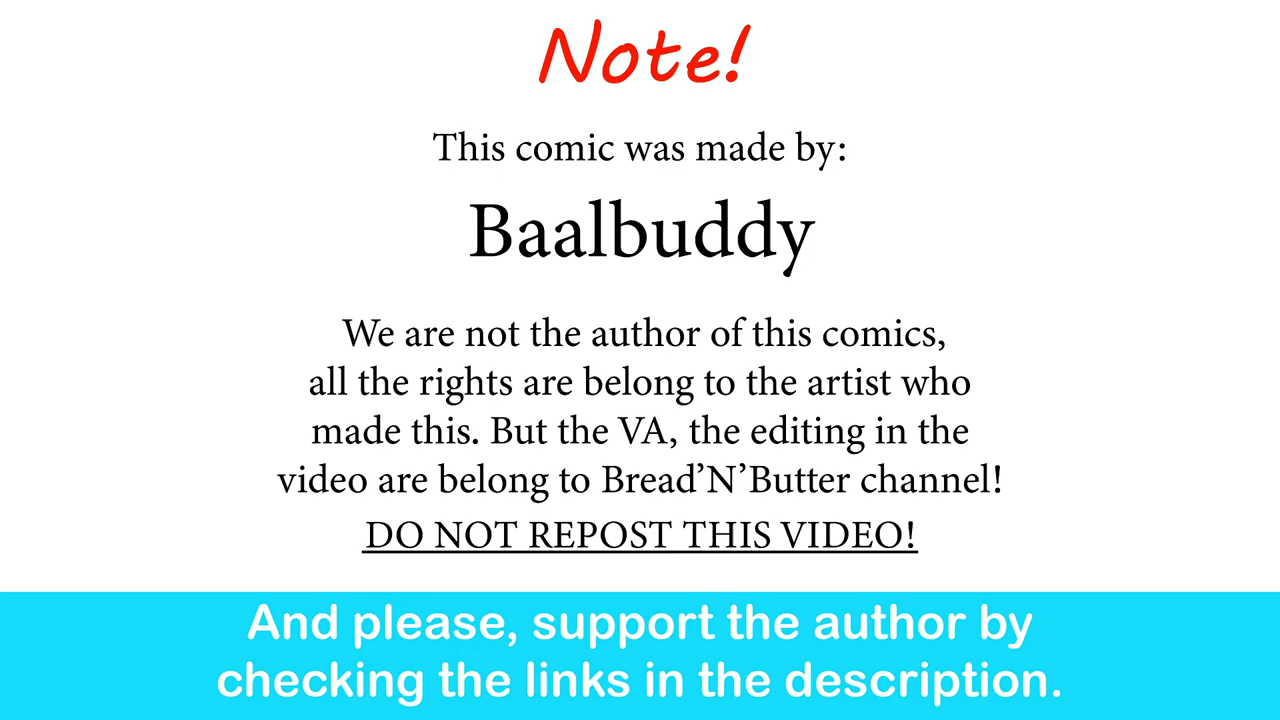 Note!
This comic was made by:
Baalbuddy
We are not the author of this comics,
all the rights are belong to the artist who
made this. But the VA, the editing in the
video are belong to Bread’N’Butter channel!
DO NOT REPOST THIS VIDEO!
And please, support the author by
checking the links in the description.